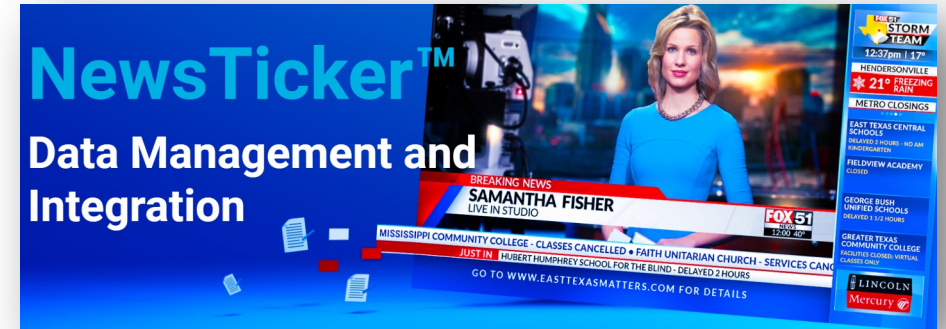 NewsTicker™
Data Management and
Integration
BREAKING NEWS
SAMANTHA FISHER
LIVE IN STUDIO
FOX 51
NEWS
12:00 40°
MISSISSIPPI COMMUNITY COLLEGE - CLASSES CANCELLED • FAITH UNITARIAN CHURCH - SERVICES CANC
JUST IN HUBERT HUMPHREY SCHOOL FOR THE BLIND - DELAYED 2 HOURS
GO TO WWW.EASTTEXASMATTERS.COM FOR DETAILS
FOX 51
STORM
TEAM
12:37pm | 17°
HENDERSONVILLE
21° FREEZING
RAIN
METRO CLOSINGS
EAST TEXAS CENTRAL
SCHOOLS
DELAYED 2 HOURS - NO AM
KINDERGARTEN
FIELDVIEW ACADEMY
CLOSED
GEORGE BUSH
UNIFIED SCHOOLS
DELAYED 1 1/2 HOURS
GREATER TEXAS
COMMUNITY COLLEGE
FACILITIES CLOSED; VIRTUAL
CLASSES ONLY
LINCOLN
Mercury